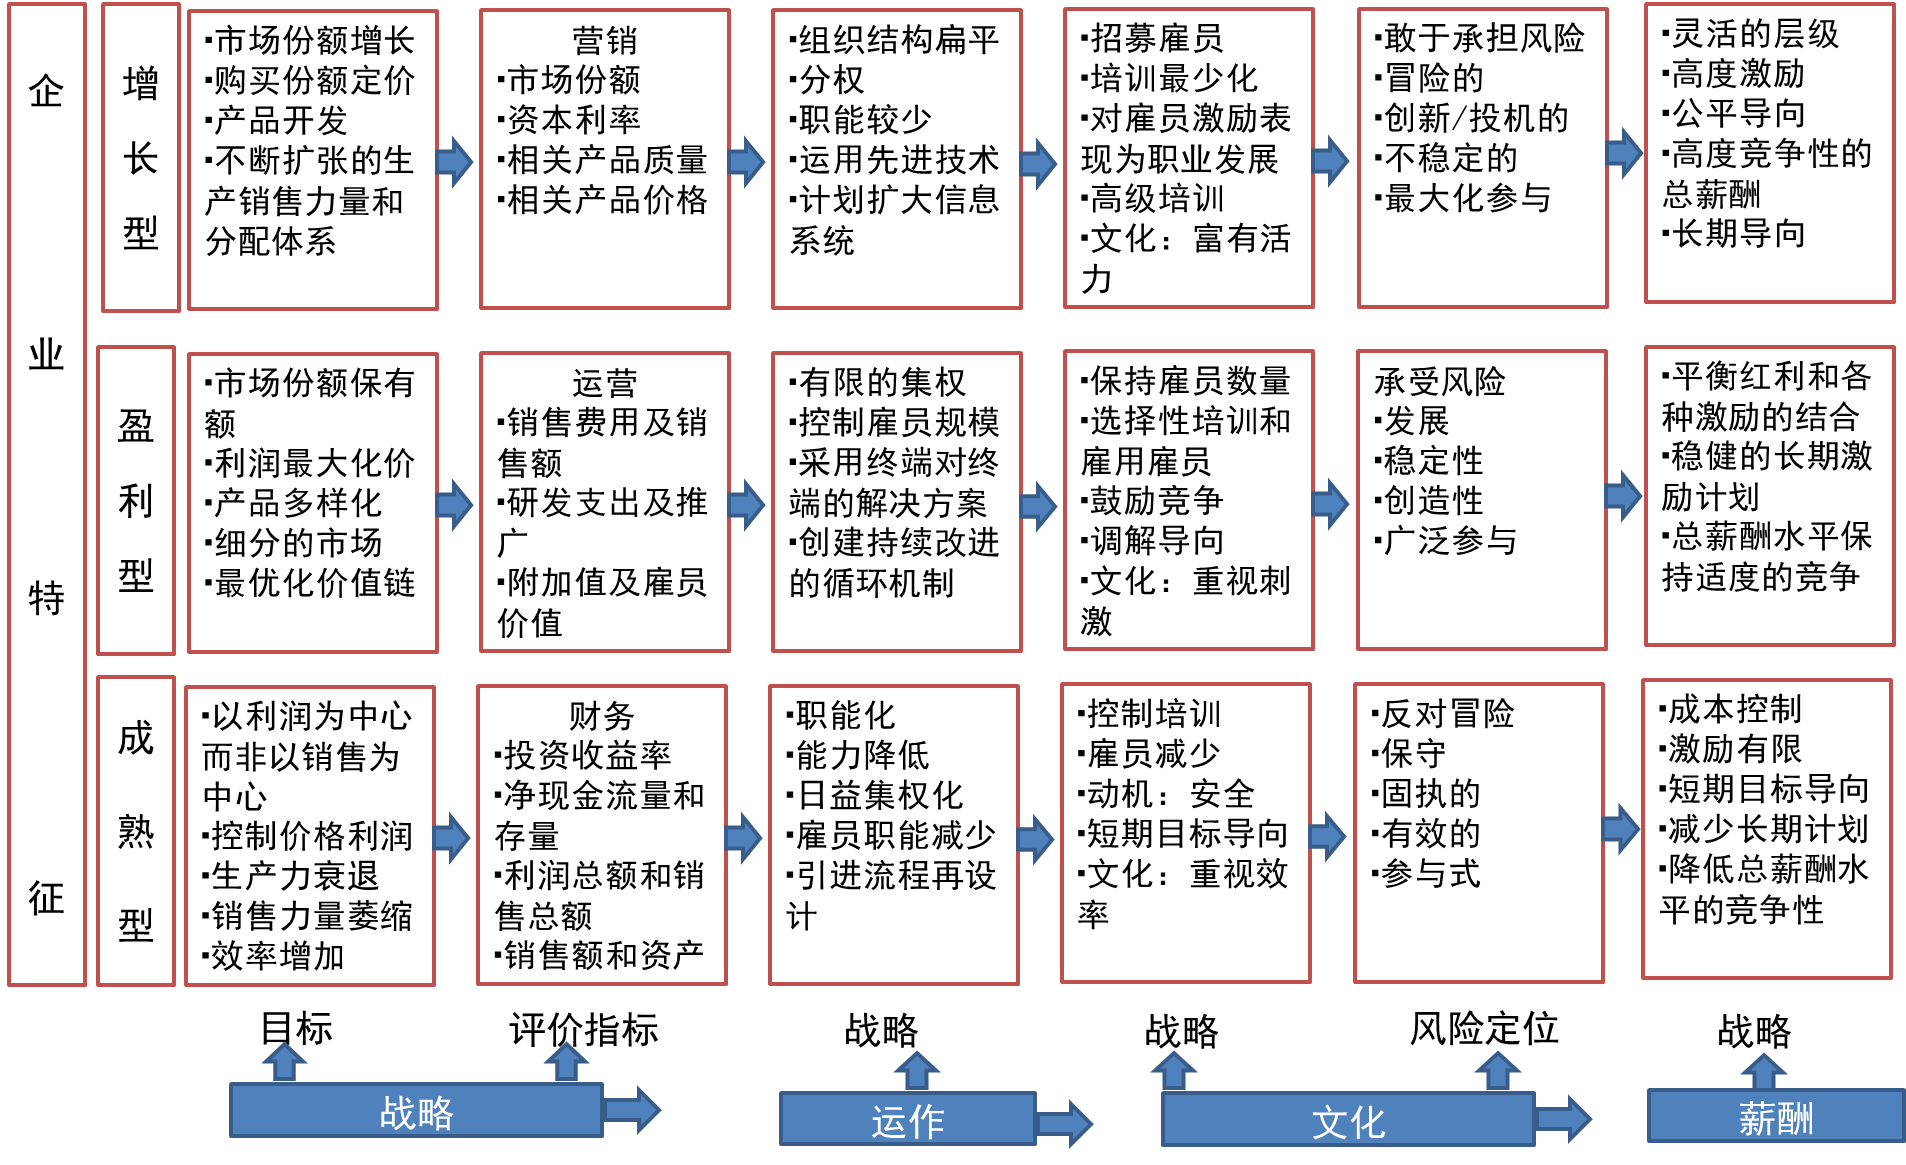 企
业
特
征
增
长
型
▪市场份额增长
▪购买份额定价
▪产品开发
▪不断扩张的生
产销售力量和
分配体系
营销
▪市场份额
▪资本利率
▪相关产品质量
▪相关产品价格
▪组织结构扁平
▪分权
▪职能较少
▪运用先进技术
▪计划扩大信息
系统
▪招募雇员
▪培训最少化
▪对雇员激励表
现为职业发展
▪高级培训
▪文化：富有活
力
▪敢于承担风险
▪冒险的
▪创新/投机的
▪不稳定的
▪最大化参与
▪灵活的层级
▪高度激励
▪公平导向
▪高度竞争性的
总薪酬
▪长期导向
盈
利
型
▪市场份额保有
额
▪利润最大化价
▪产品多样化
▪细分的市场
▪最优化价值链
运营
▪销售费用及销
售额
▪研发支出及推
广
▪附加值及雇员
价值
▪有限的集权
▪控制雇员规模
▪采用终端对终
端的解决方案
▪创建持续改进
的循环机制
▪保持雇员数量
▪选择性培训和
雇用雇员
▪鼓励竞争
▪调解导向
▪文化：重视刺
激
承受风险
▪发展
▪稳定性
▪创造性
▪广泛参与
▪平衡红利和各
种激励的结合
▪稳健的长期激
励计划
▪总薪酬水平保
持适度的竞争
成
熟
型
▪以利润为中心
而非以销售为
中心
▪控制价格利润
▪生产力衰退
▪销售力量萎缩
▪效率增加
财务
▪投资收益率
▪净现金流量和
存量
▪利润总额和销
售总额
▪销售额和资产
▪职能化
▪能力降低
▪日益集权化
▪雇员职能减少
▪引进流程再设
计
▪控制培训
▪雇员减少
▪动机：安全
▪短期目标导向
▪文化：重视效
率
▪反对冒险
▪保守
▪固执的
▪有效的
▪参与式
▪成本控制
▪激励有限
▪短期目标导向
▪减少长期计划
▪降低总薪酬水
平的竞争性
目标
评价指标
战略
战略
风险定位
战略
战略
运作
文化
薪酬